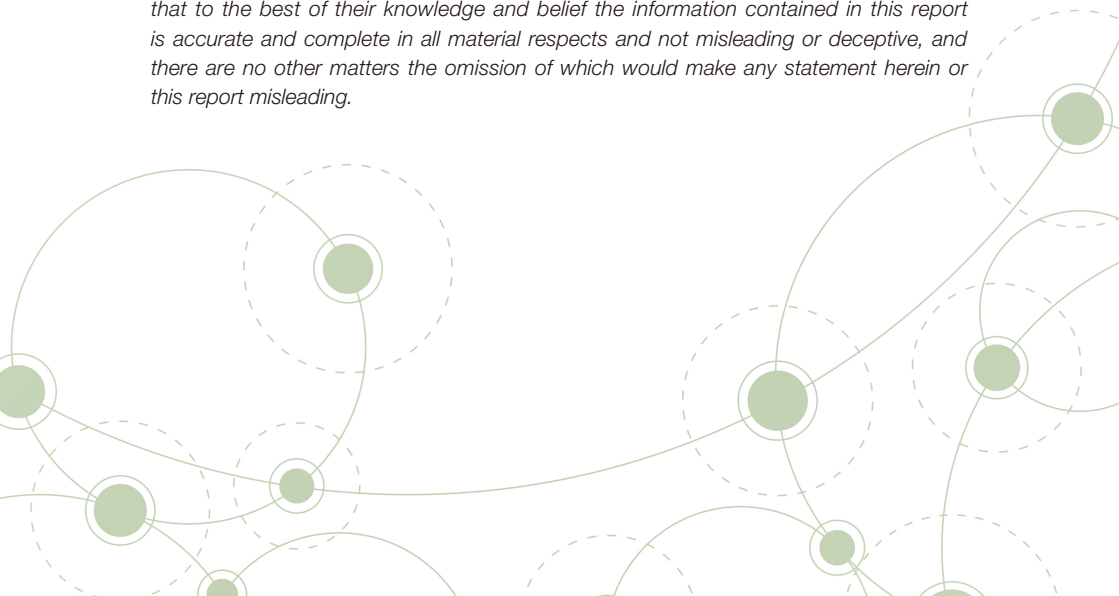 that to the best of their knowledge and belief the information contained in this report
is accurate and complete in all material respects and not misleading or deceptive, and
there are no other matters the omission of which would make any statement herein or
this report misleading.